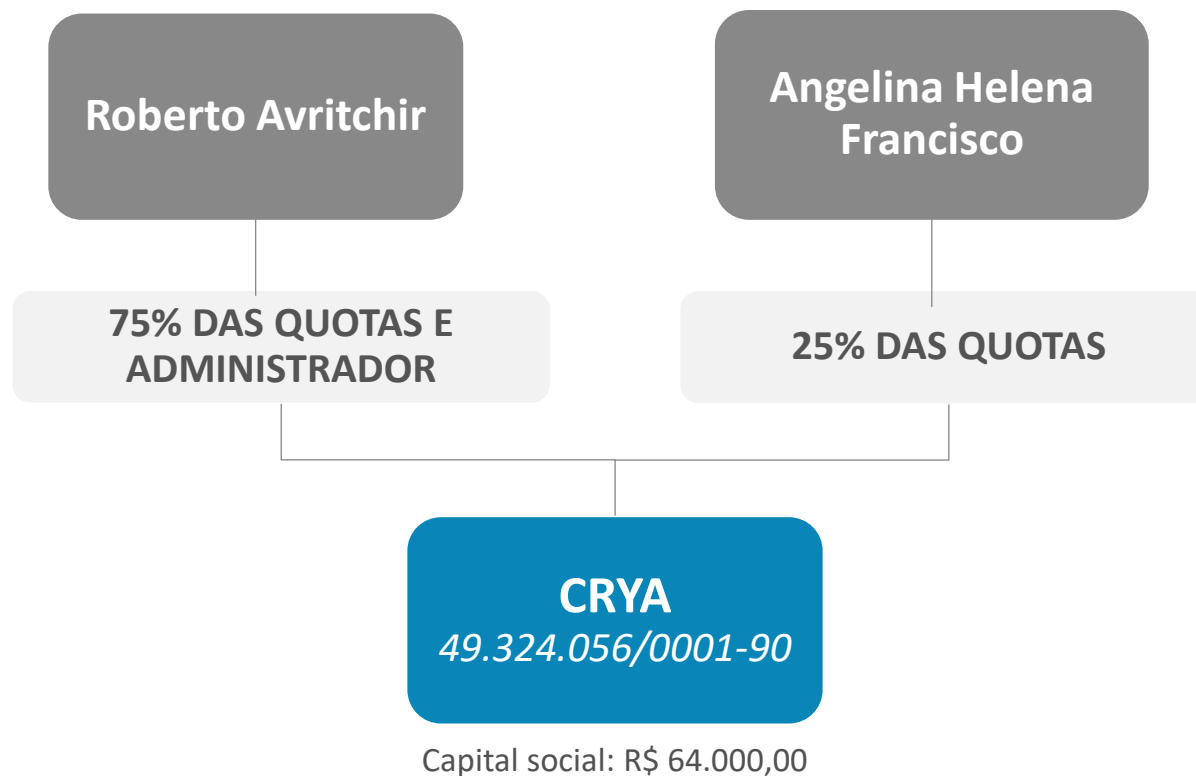 Roberto Avritchir
Angelina Helena
Francisco
75% DAS QUOTAS E
ADMINISTRADOR
25% DAS QUOTAS
CRYA
49.324.056/0001-90
Capital social: R$ 64.000,00